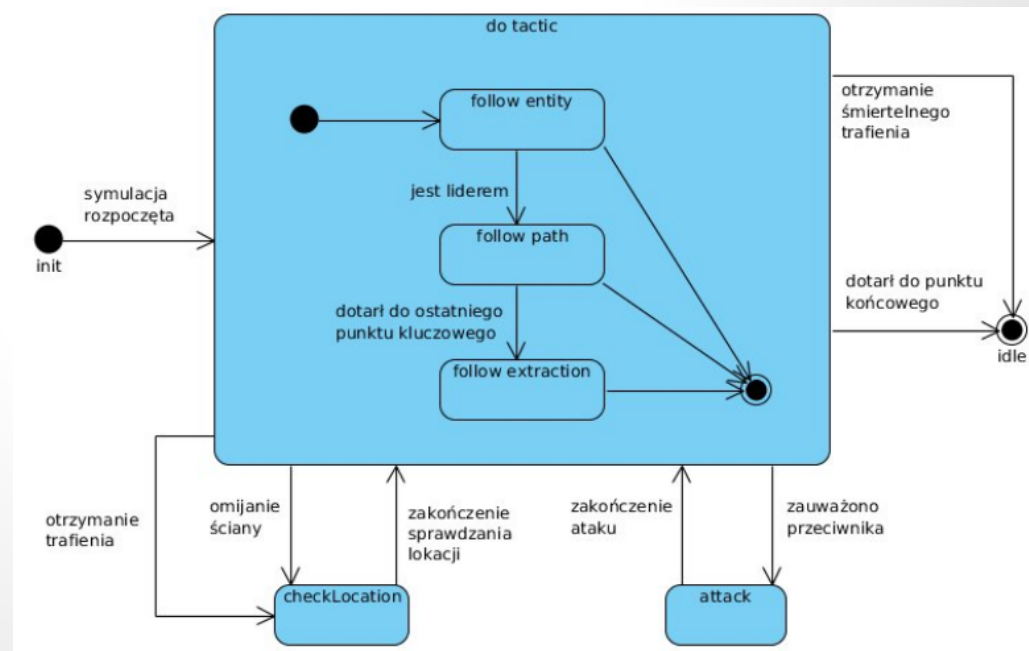 do tactic
follow entity
jest liderem
follow path
dotarł do ostatniego
punktu kluczowego
follow extraction
symulacja
rozpoczęta
init
otrzymanie
śmiertelnego
trafienia
dotarł do punktu
końcowego
idle
otrzymanie
trafienia
omijanie
ściany
zakończenie
sprawdzania
lokacji
zakończenie
ataku
zauważono
przeciwnika
checkLocation
attack